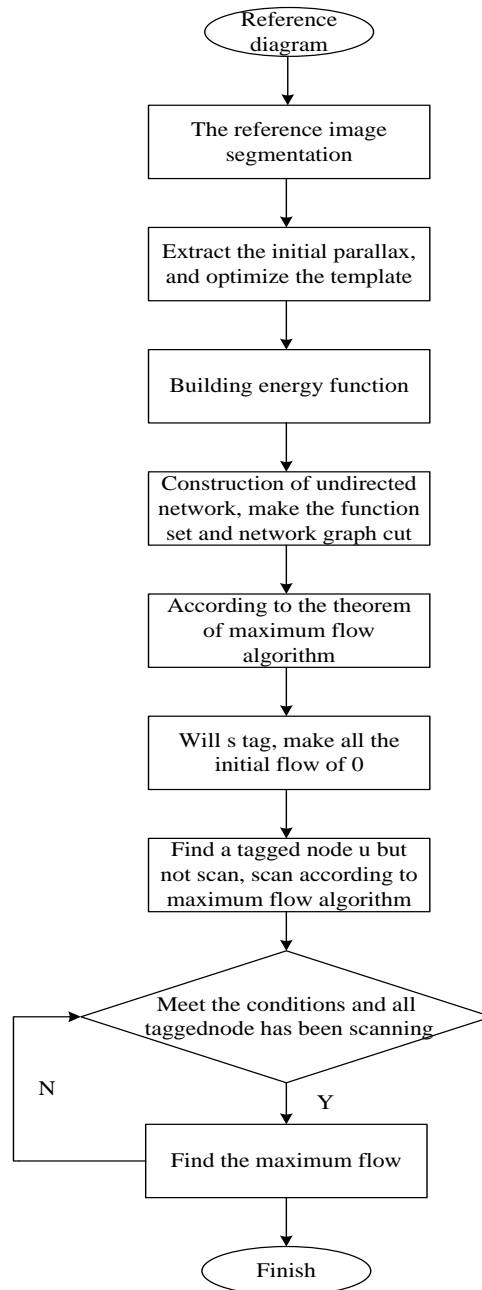 Reference
diagram
The reference image
segmentation
Extract the initial parallax,
and optimize the template
Building energy function
Construction of undirected
network, make the function
set and network graph cut
According to the theorem
of maximum flow
algorithm
Will s tag, make all the
initial flow of 0
Find a tagged node u but
not scan, scan according to
maximum flow algorithm
Meet the conditions and all
taggednode has been scanning
N
Y
Find the maximum flow
Finish